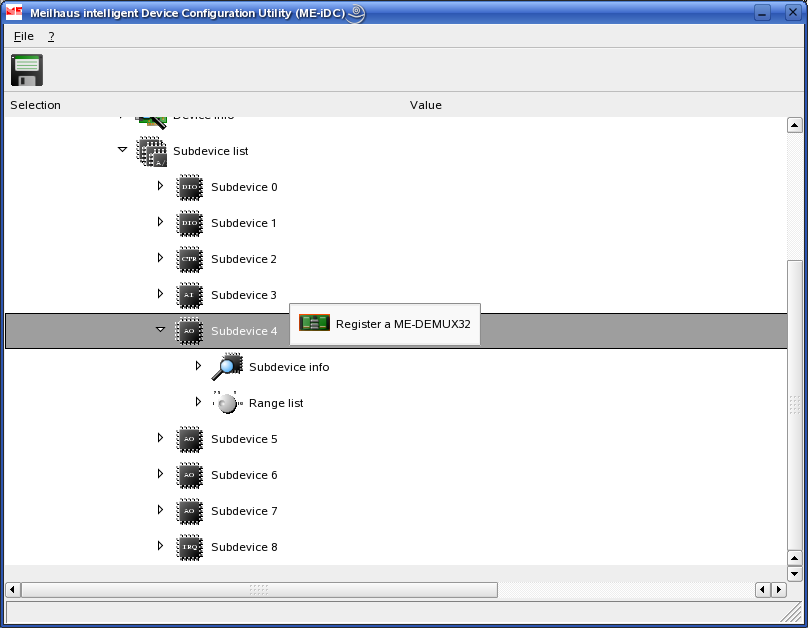 Meilhaus intelligent Device Configuration Utility (ME-iDC)
File ?
Selection Value
Device info
Subdevice list
DIO Subdevice 0
DIO Subdevice 1
CTR Subdevice 2
AI Subdevice 3
AO Subdevice 4
Register a ME-DEMUX32
Subdevice info
Range list
AO Subdevice 5
AO Subdevice 6
AO Subdevice 7
IRQ Subdevice 8